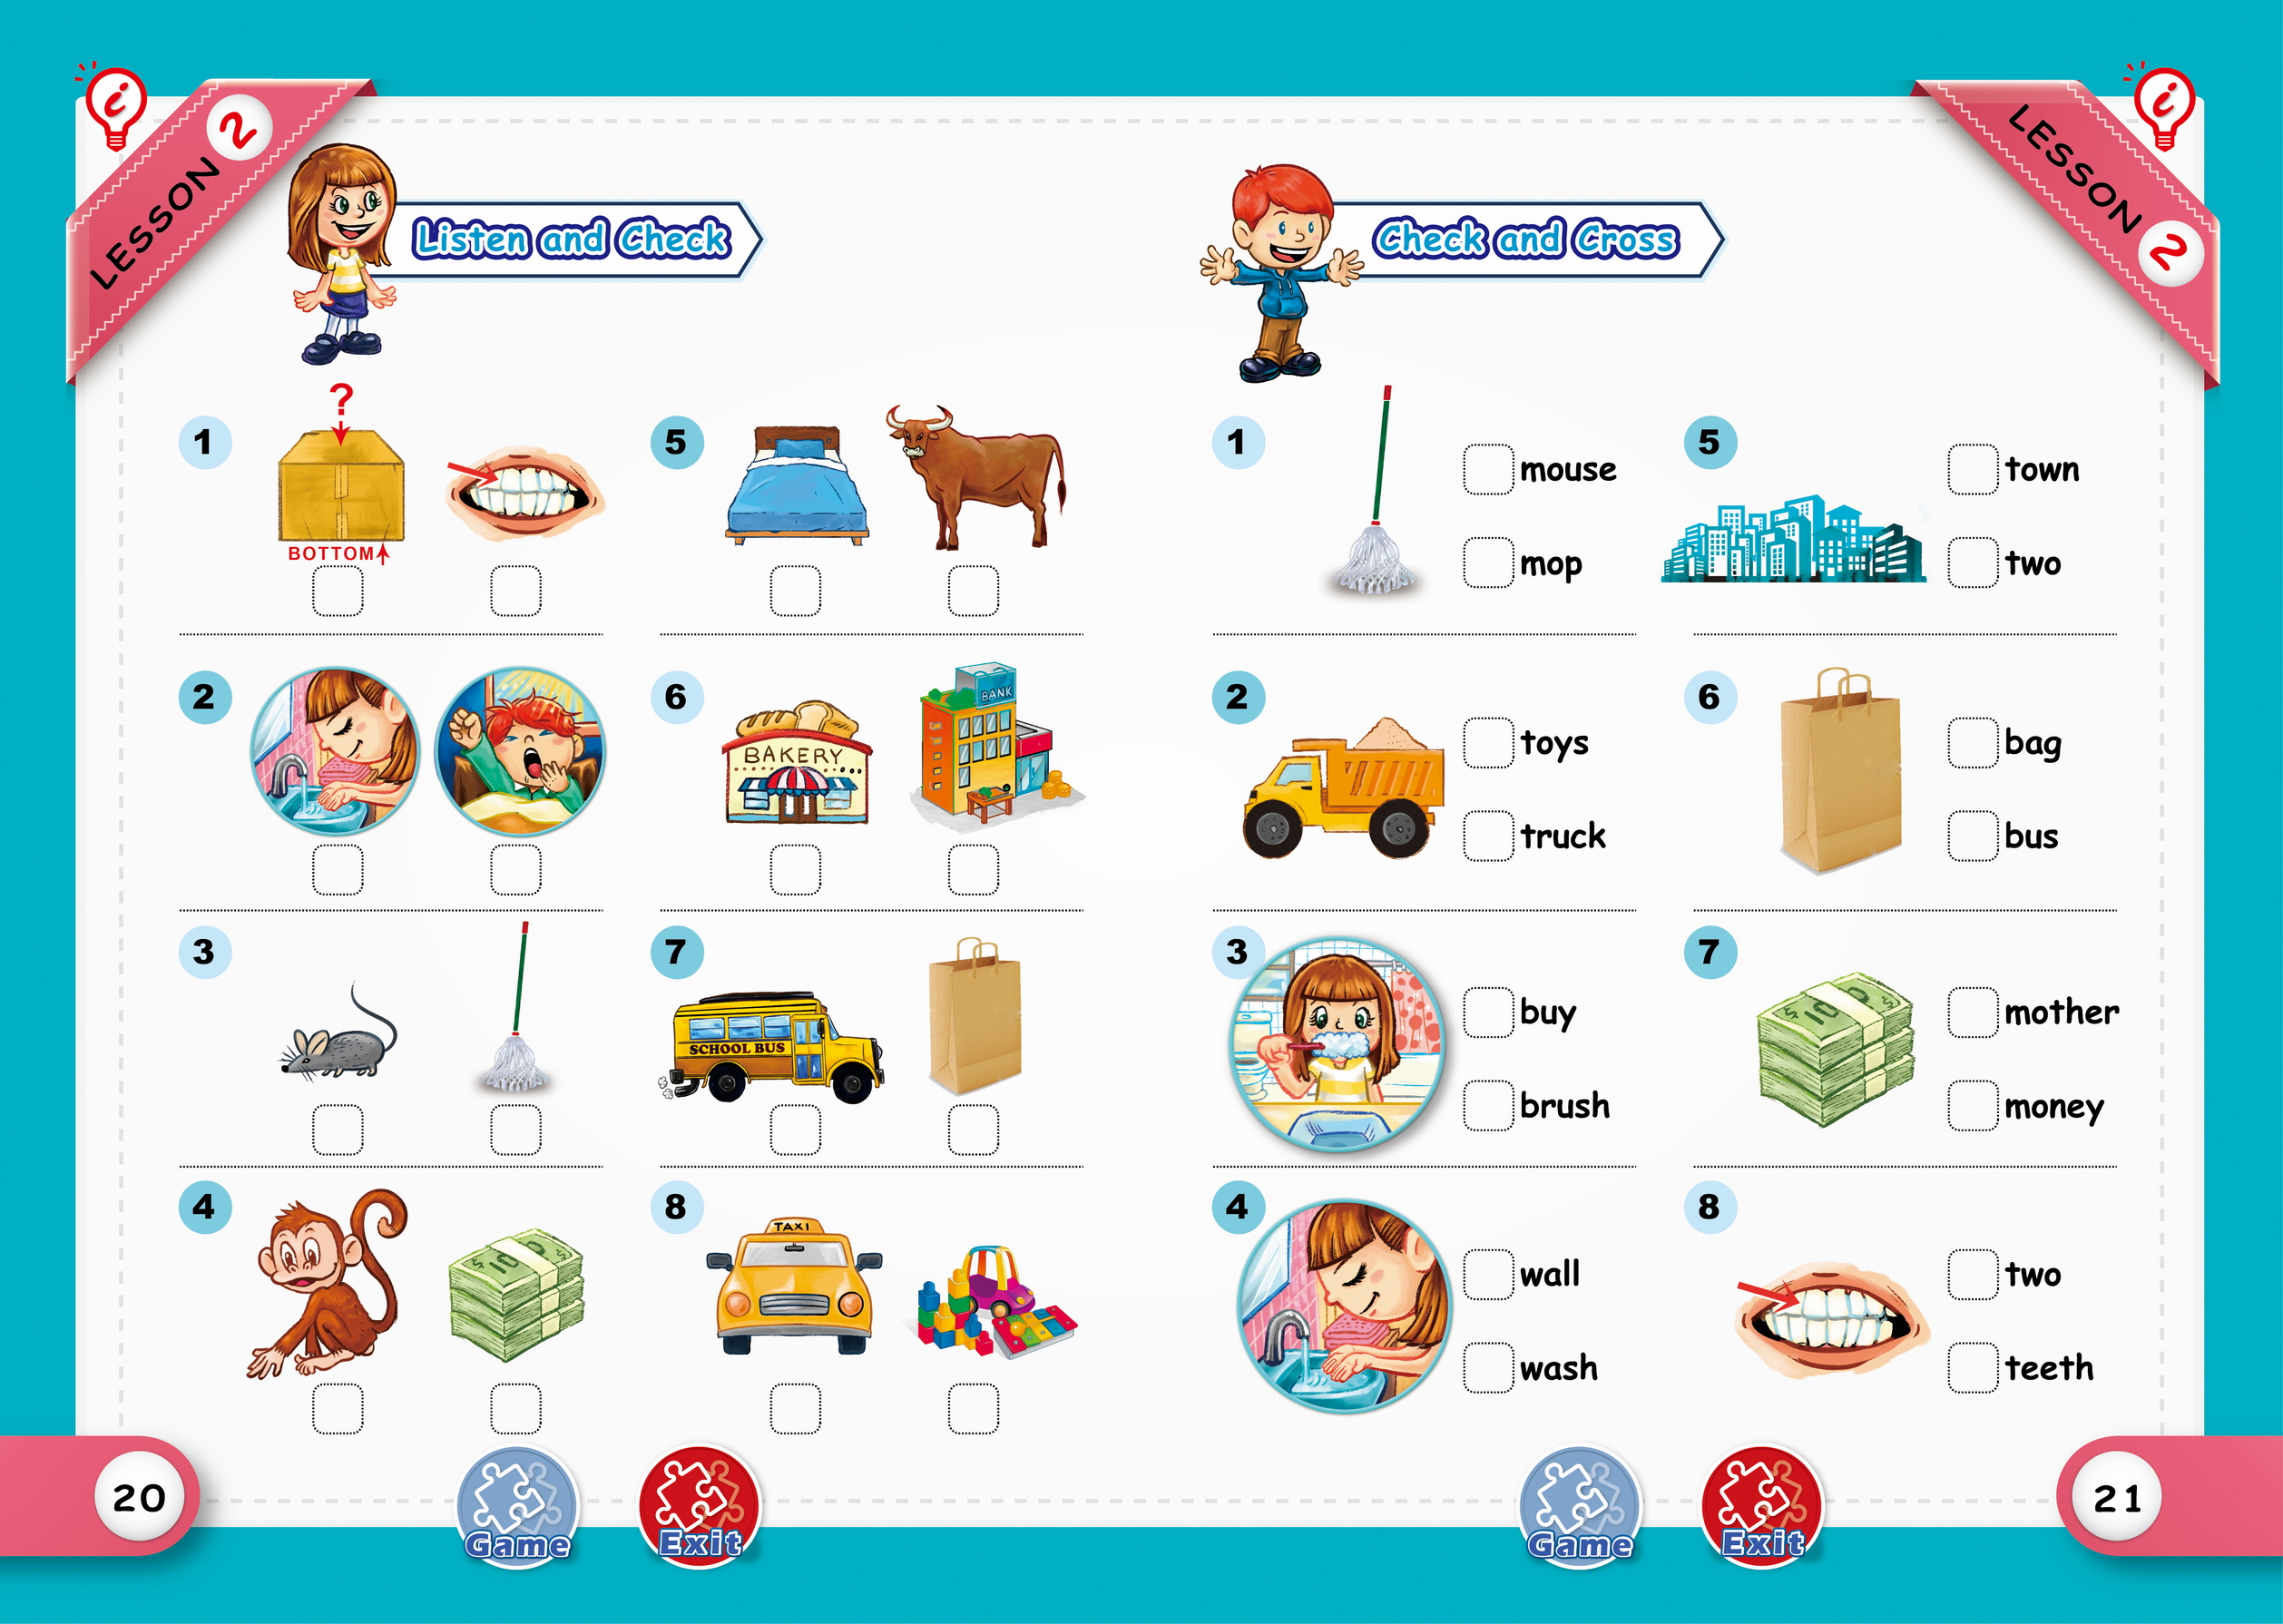 LESSON 2
Listen and Check
1
?
BOTTOM
2
3
4
5
6
BAKERY
BANK
7
SCHOOL BUS
8
TAXI
20
Game
Exit
LESSON 2
Check and Cross
1
mouse
mop
2
toys
truck
3
buy
brush
4
wall
wash
5
town
two
6
bag
bus
7
mother
money
8
two
teeth
Game
Exit
21